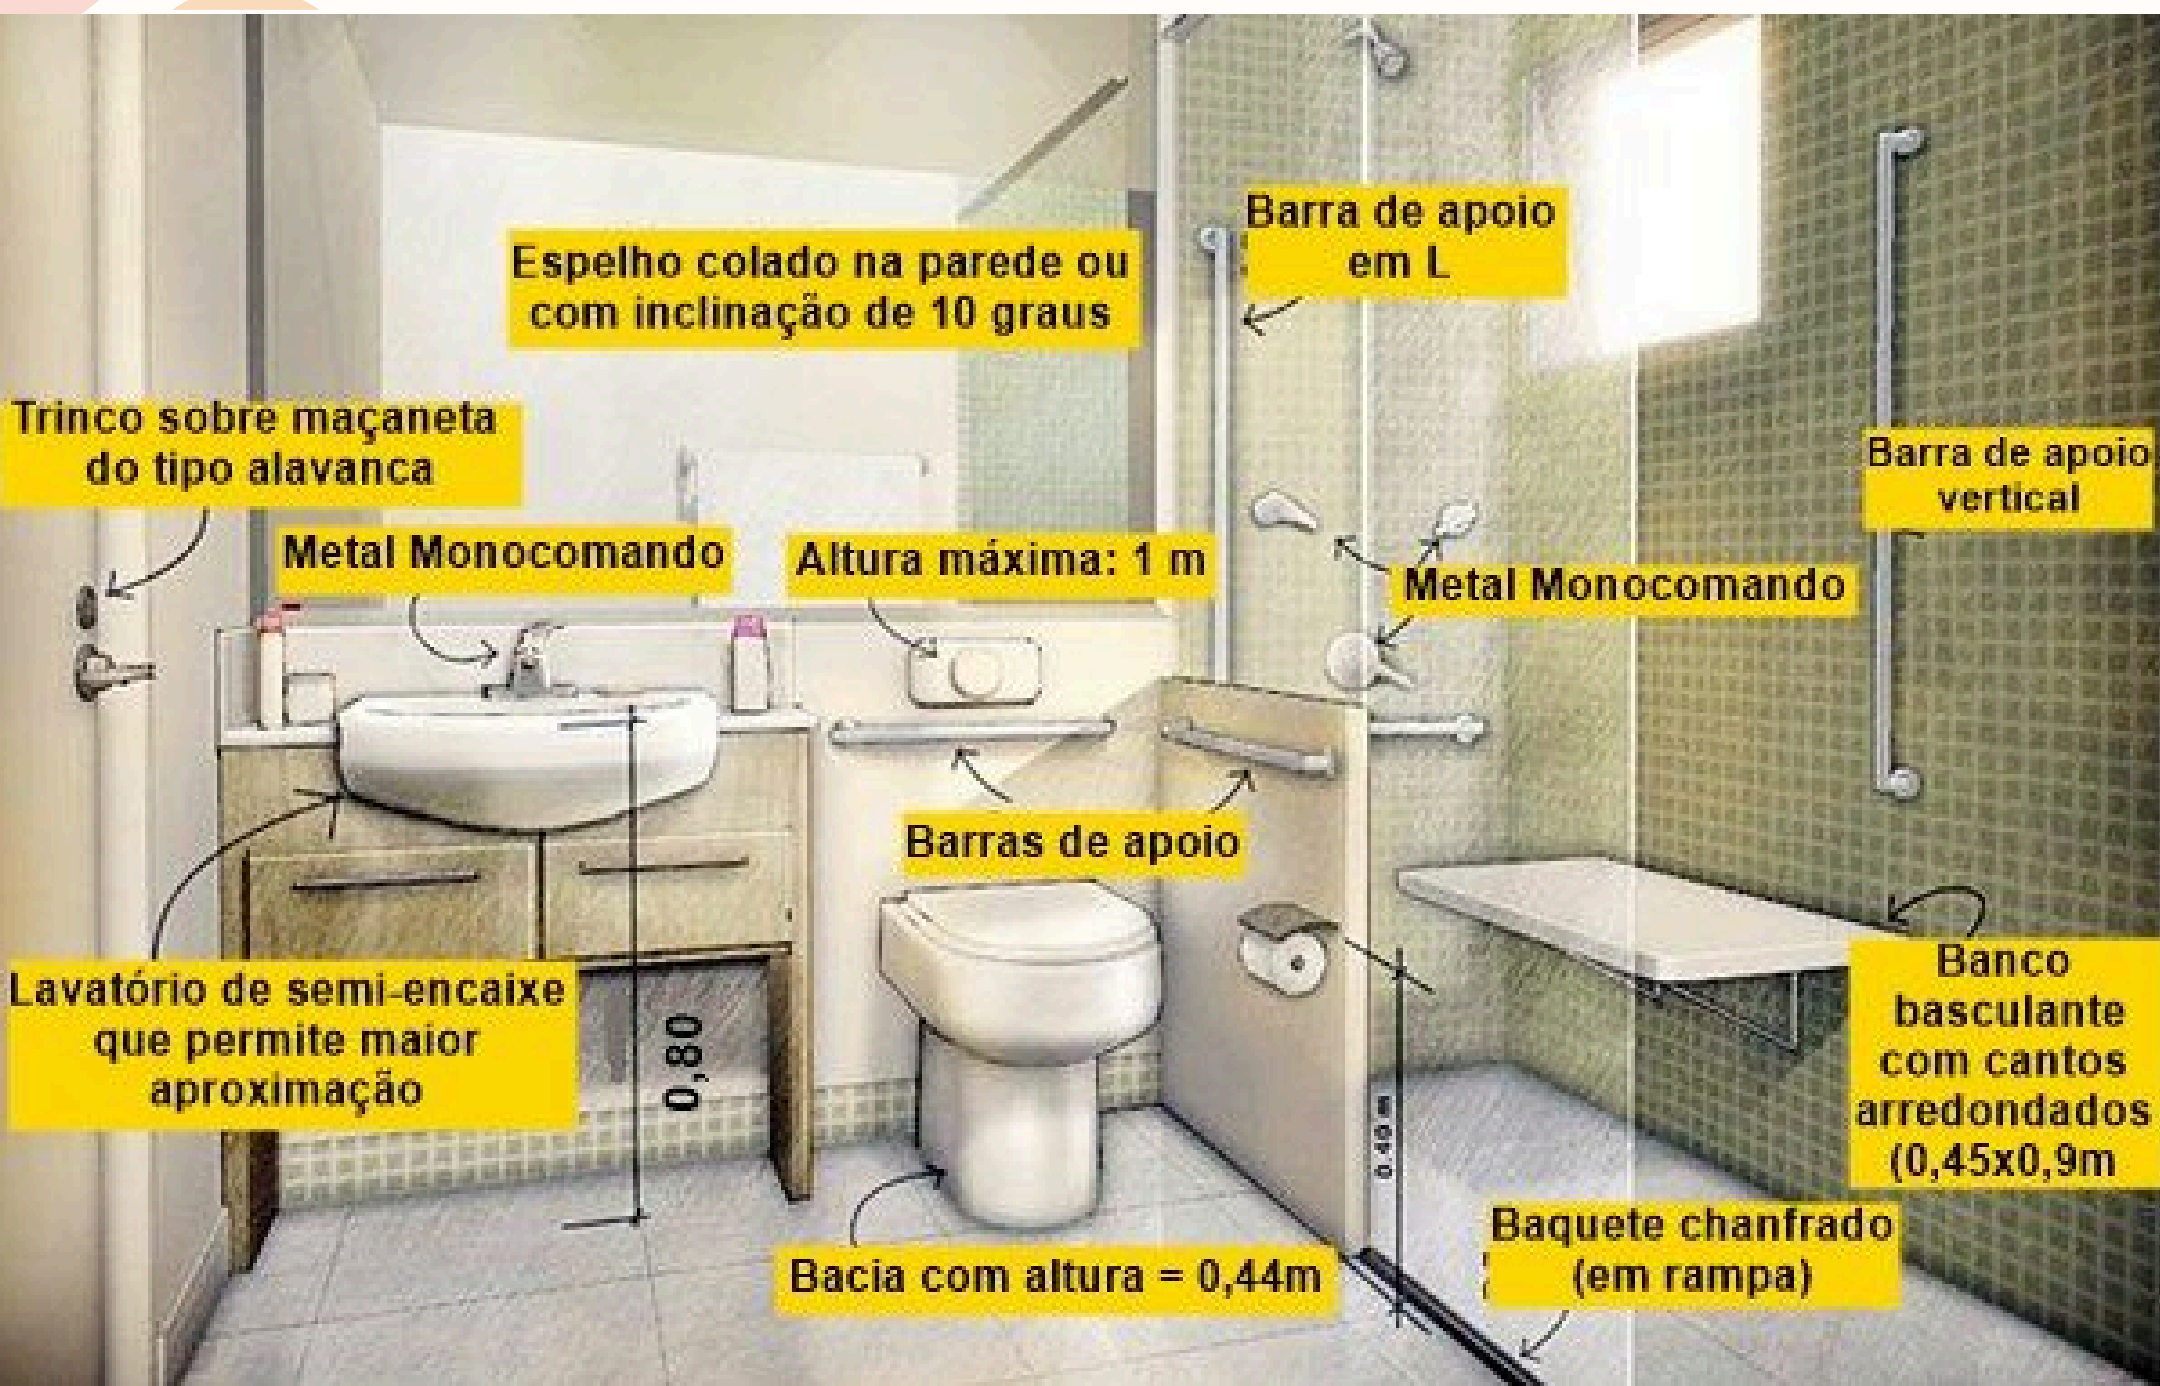 Barra de apoio
em L
Espelho colado na parede ou
com inclinação de 10 graus
Trinco sobre maçaneta
do tipo alavanca
Barra de apoio
vertical
Metal Monocomando
Altura máxima: 1 m
Metal Monocomando
Barras de apoio
Lavatório de semi-encaixe
que permite maior
aproximação
0,80
Banco
basculante
com cantos
arredondados
(0,45x0,9m
0.40 m
Baquete chanfrado
(em rampa)
Bacia com altura = 0,44m